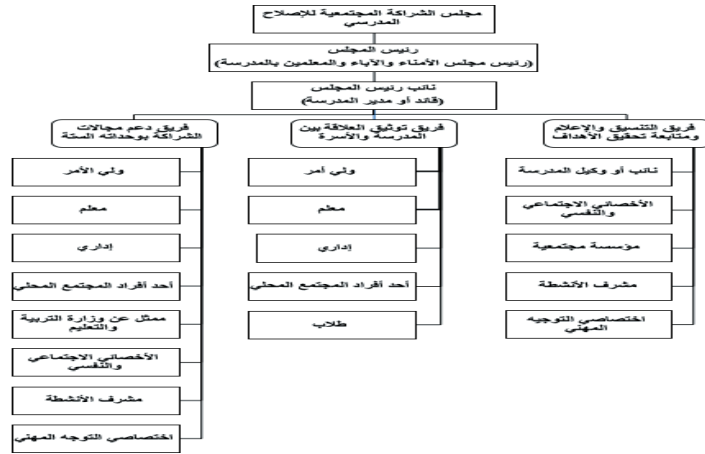 مجلس الشراكة المجتمعية للإصلاح
المدرسي
رئيس المجلس
(رئيس مجلس الأمناء والآباء والمعلمين بالمدرسة)
نائب رئيس المجلس
(قائد أو مدير المدرسة)
فريق التنسيق والإعلام
ومتابعة تحقيق الأهداف
نائب أو وكيل المدرسة
الأخصائي الاجتماعي
والنفسي
مؤسسة مجتمعية
مشرف الأنشطة
اختصاصي التوجيه
المهني
فريق توثيق العلاقة بين
المدرسة والأسرة
ولي أمر
معلم
إداري
أحد أفراد المجتمع المحلي
طلاب
فريق دعم مجالات
الشراكة بوحداته الستة
ولي الأمر
معلم
إداري
أحد أفراد المجتمع المحلي
ممثل عن وزارة التربية
والتعليم
الأخصائي الاجتماعي
والنفسي
مشرف الأنشطة
اختصاصي التوجه المهني